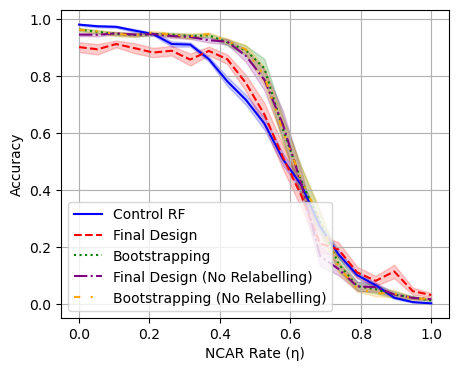 1.0
0.8
0.6
0.4
0.2
0.0
Accuracy
Control RF
Final Design
Bootstrapping
Final Design (No Relabelling)
Bootstrapping (No Relabelling)
0.0 0.2 0.4 0.6 0.8 1.0
NCAR Rate (η)